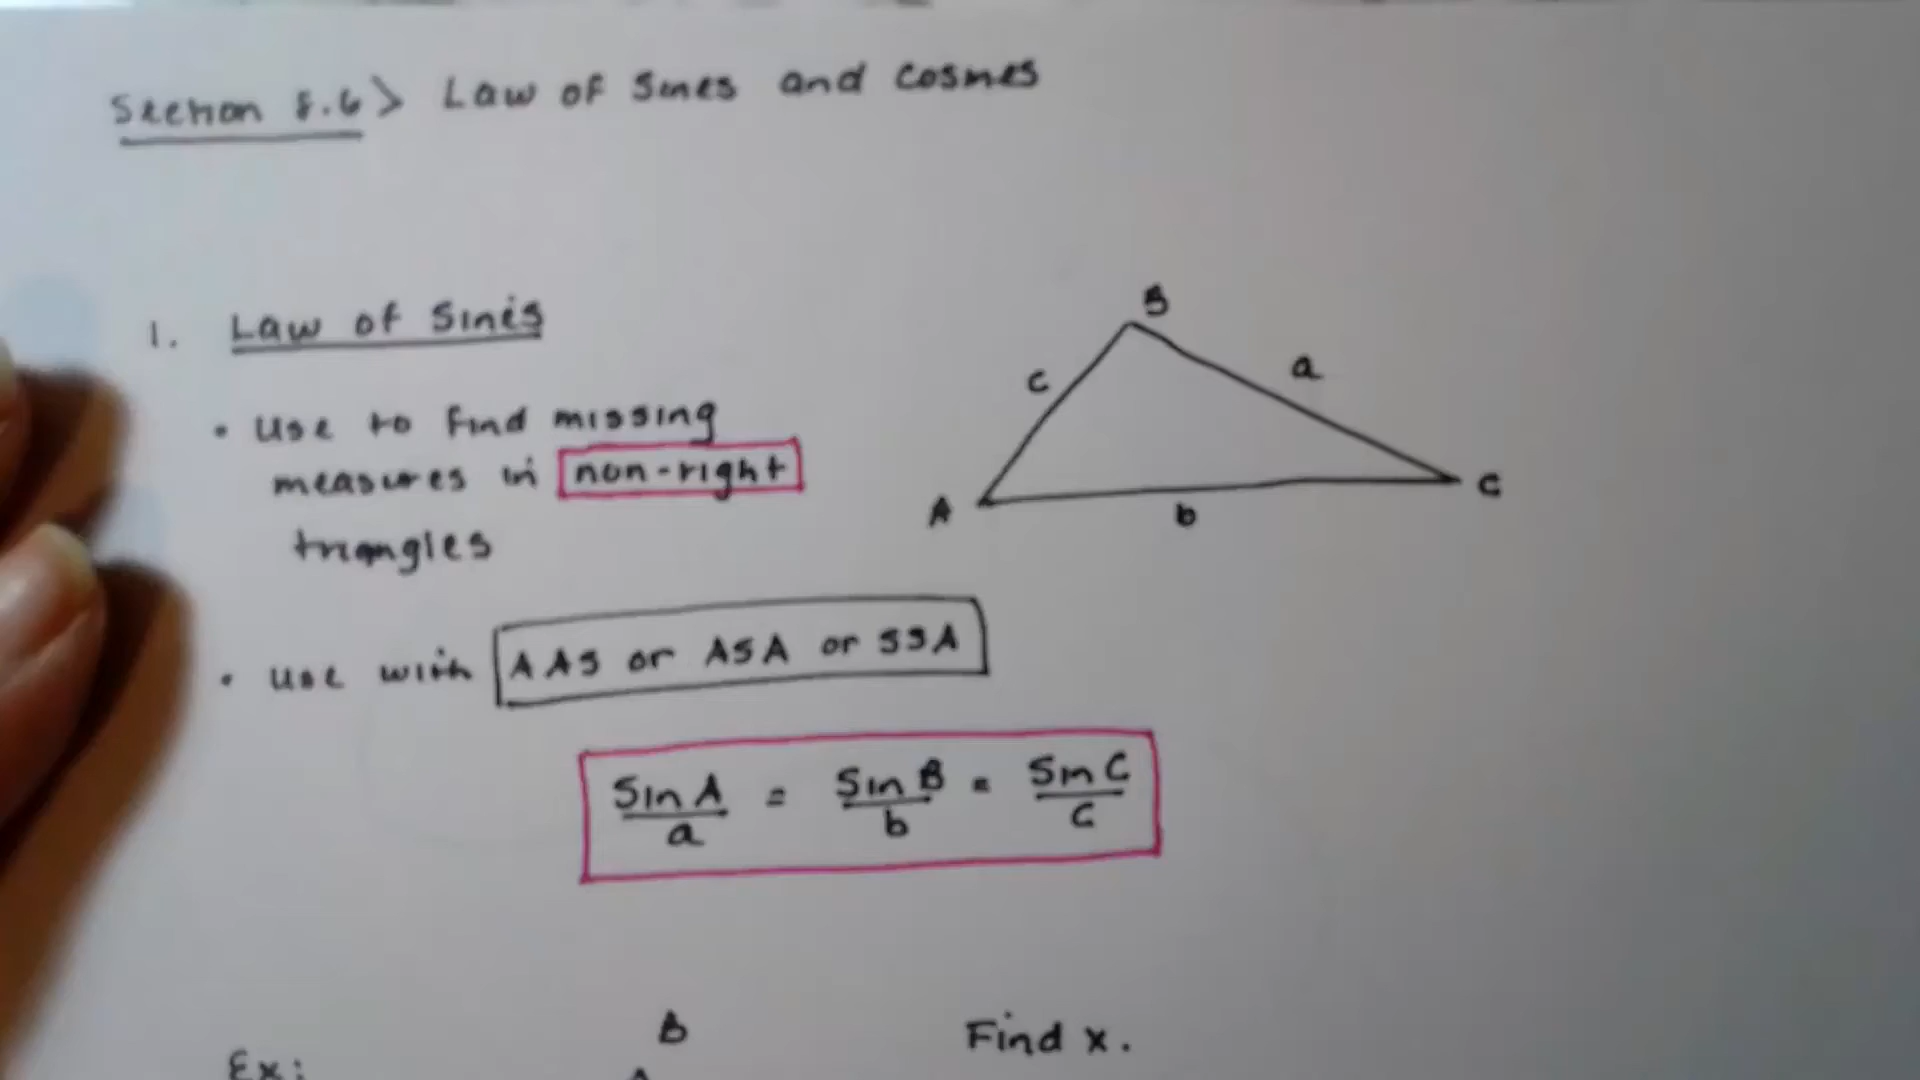 Section 8.6> Law of Sines and Cosines
1. Law of Sines
• Use to find missing
measures in non-right
triangles
B
c
a
A
b
C
• Use with AAS or ASA or SSA
Sin A / a = Sin B / b = Sin C / c
Ex:
B
Find x.